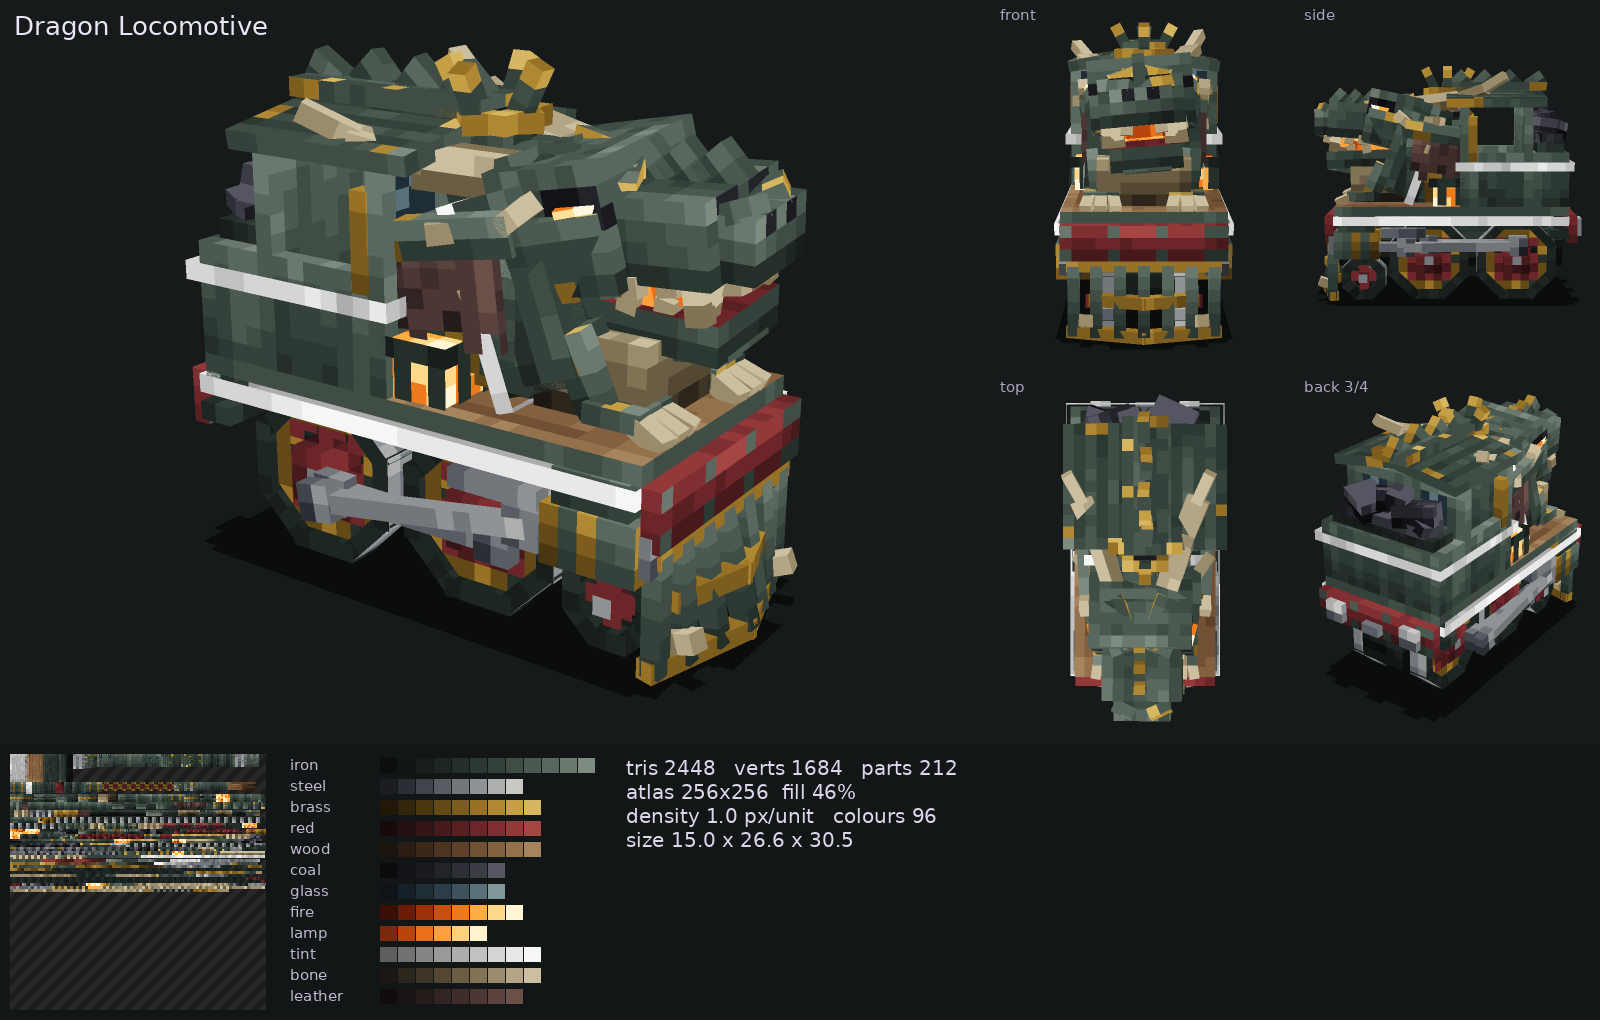 Dragon Locomotive
front
side
top
back 3/4
iron
steel
brass
red
wood
coal
glass
fire
lamp
tint
bone
leather
tris 2448 verts 1684 parts 212
atlas 256x256 fill 46%
density 1.0 px/unit colours 96
size 15.0 x 26.6 x 30.5